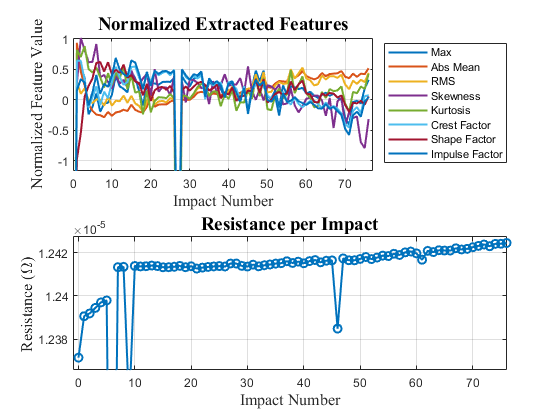 Normalized Extracted Features
Normalized Feature Value
1
0.5
0
-0.5
-1
0 10 20 30 40 50 60 70
Impact Number
Max
Abs Mean
RMS
Skewness
Kurtosis
Crest Factor
Shape Factor
Impulse Factor
Resistance per Impact
×10⁻⁵
Resistance (Ω)
1.242
1.24
1.238
0 10 20 30 40 50 60 70
Impact Number